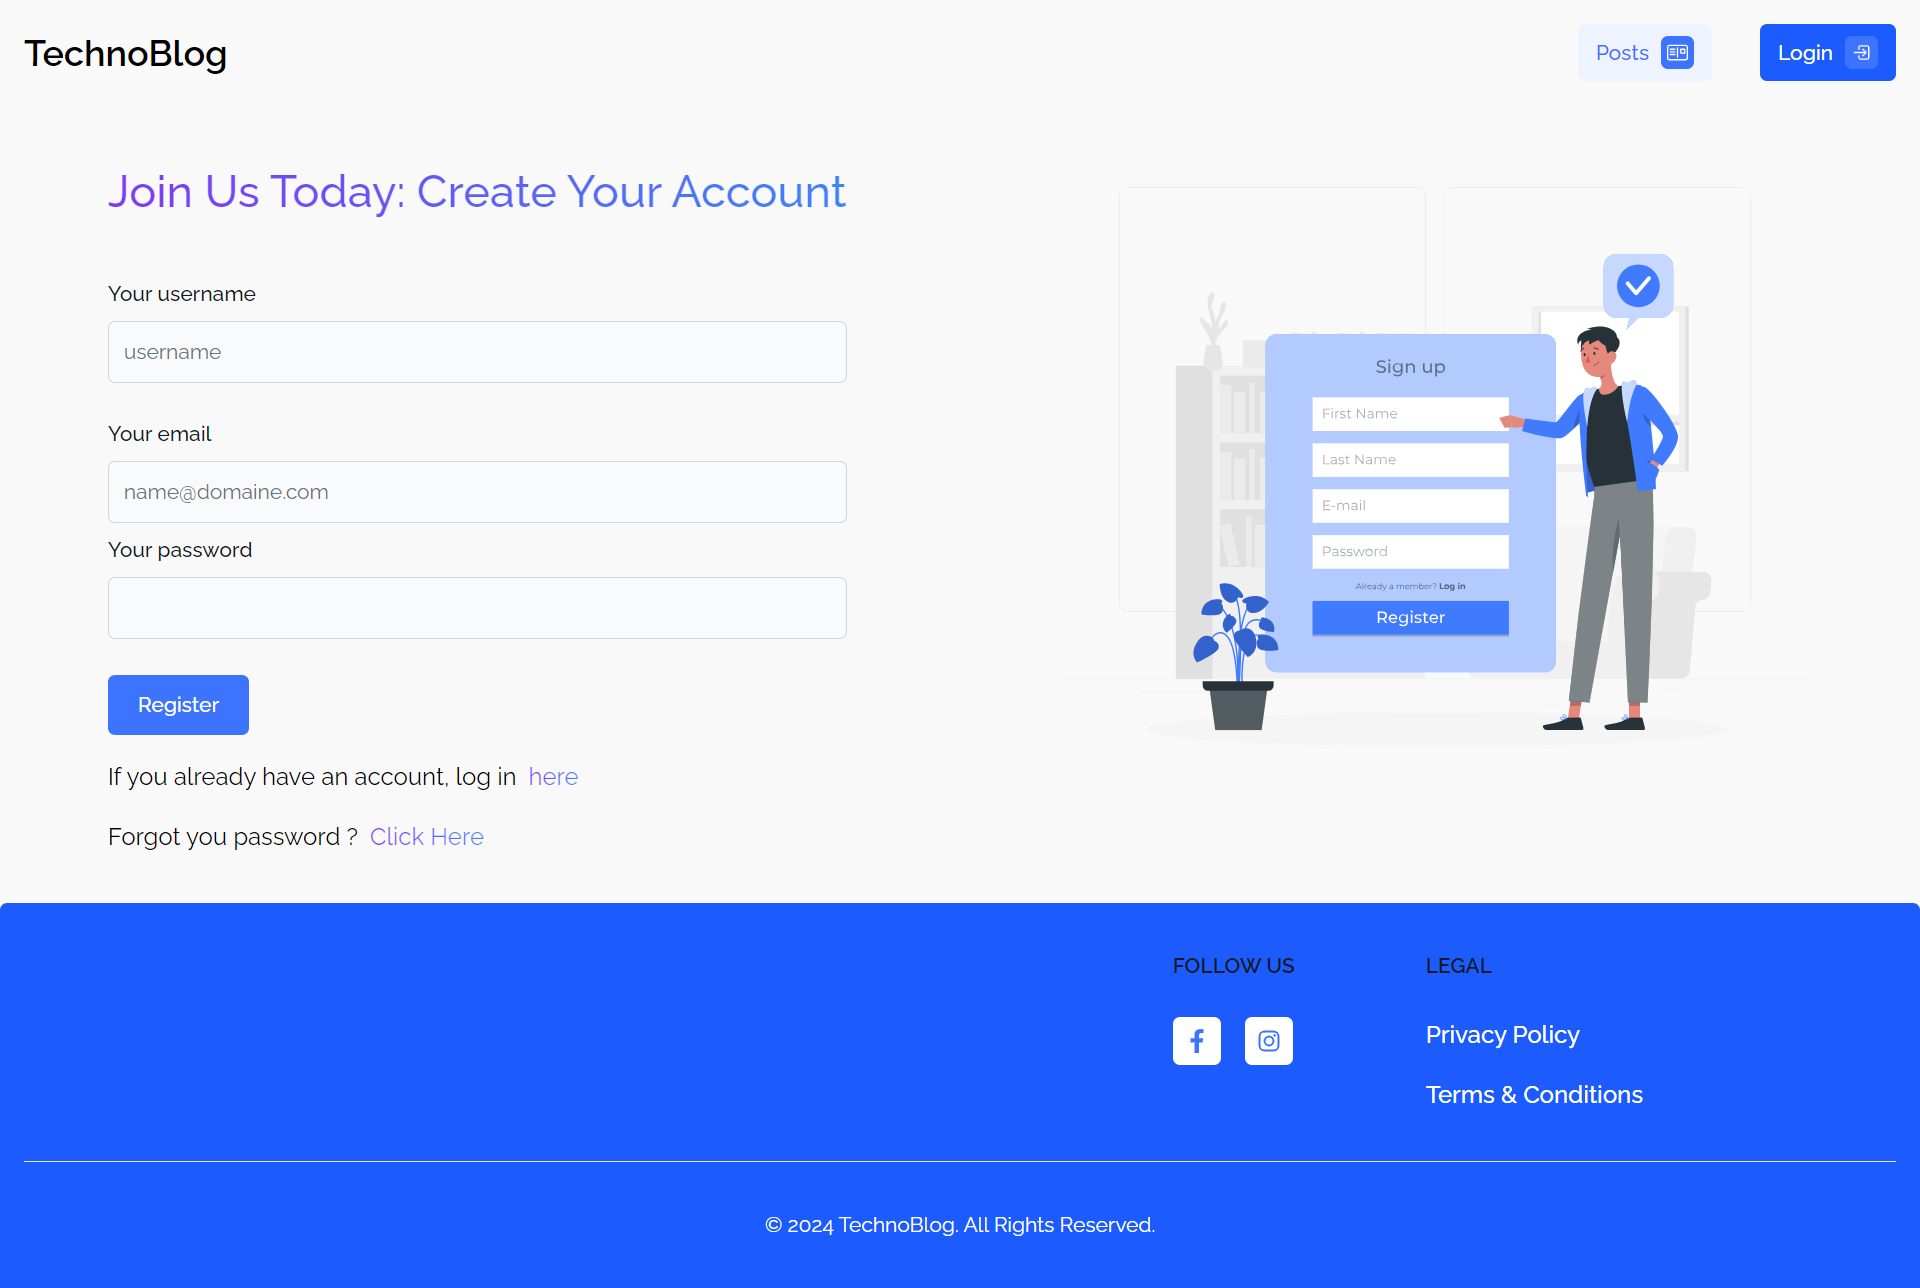 TechnoBlog
Posts
Login
Join Us Today: Create Your Account
Your username
username
Your email
name@domaine.com
Your password
Register
If you already have an account, log in here
Forgot you password ? Click Here
Sign up
First Name
Last Name
E-mail
Password
Already a member? Log in
Register
FOLLOW US
LEGAL
Privacy Policy
Terms & Conditions
© 2024 TechnoBlog. All Rights Reserved.